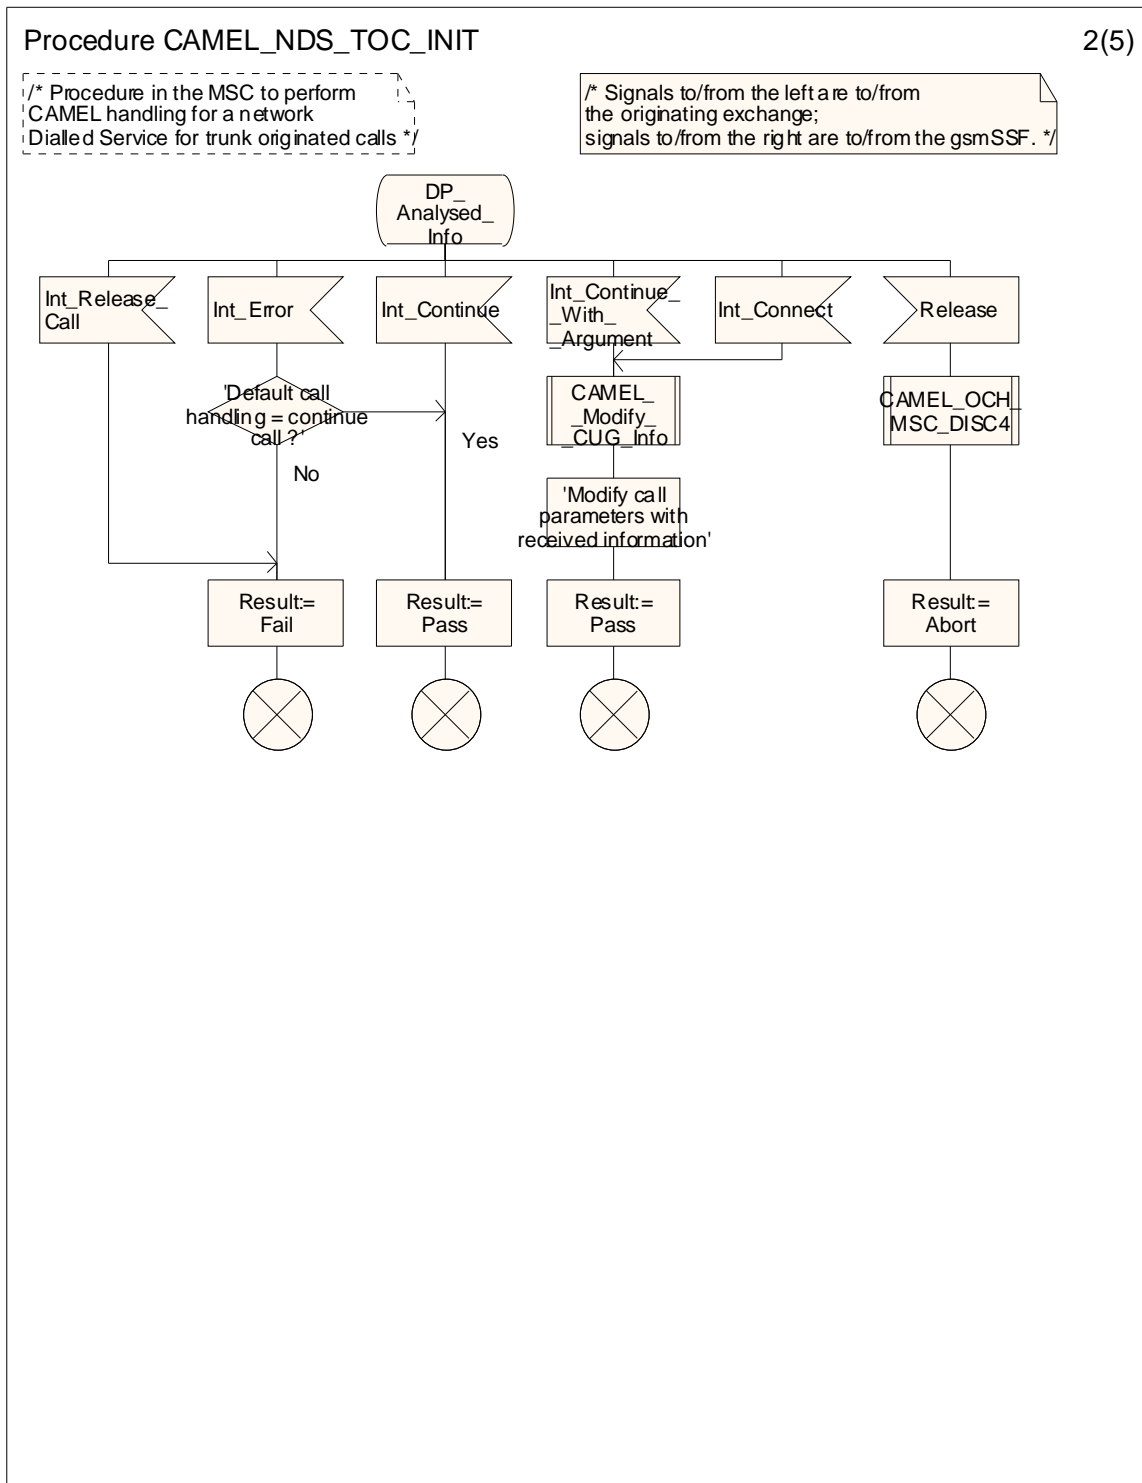 Procedure CAMEL_NDS_TOC_INIT
2(5)
/* Procedure in the MSC to perform
CAMEL handling for a network
Dialled Service for trunk originated calls */
/* Signals to/from the left are to/from
the originating exchange;
signals to/from the right are to/from the gsmSSF. */
DP_
Analysed_
Info
Int_Release_
Call
Int_Error
Int_Continue
Int_Continue_
_With_
_Argument
Int_Connect
Release
'Default call
handling = continue
call ?'
Yes
No
CAMEL_
_Modify_
_CUG_Info
CAMEL_OCH_
MSC_DISC4
'Modify call
parameters with
received information'
Result:=
Fail
Result:=
Pass
Result:=
Pass
Result:=
Abort